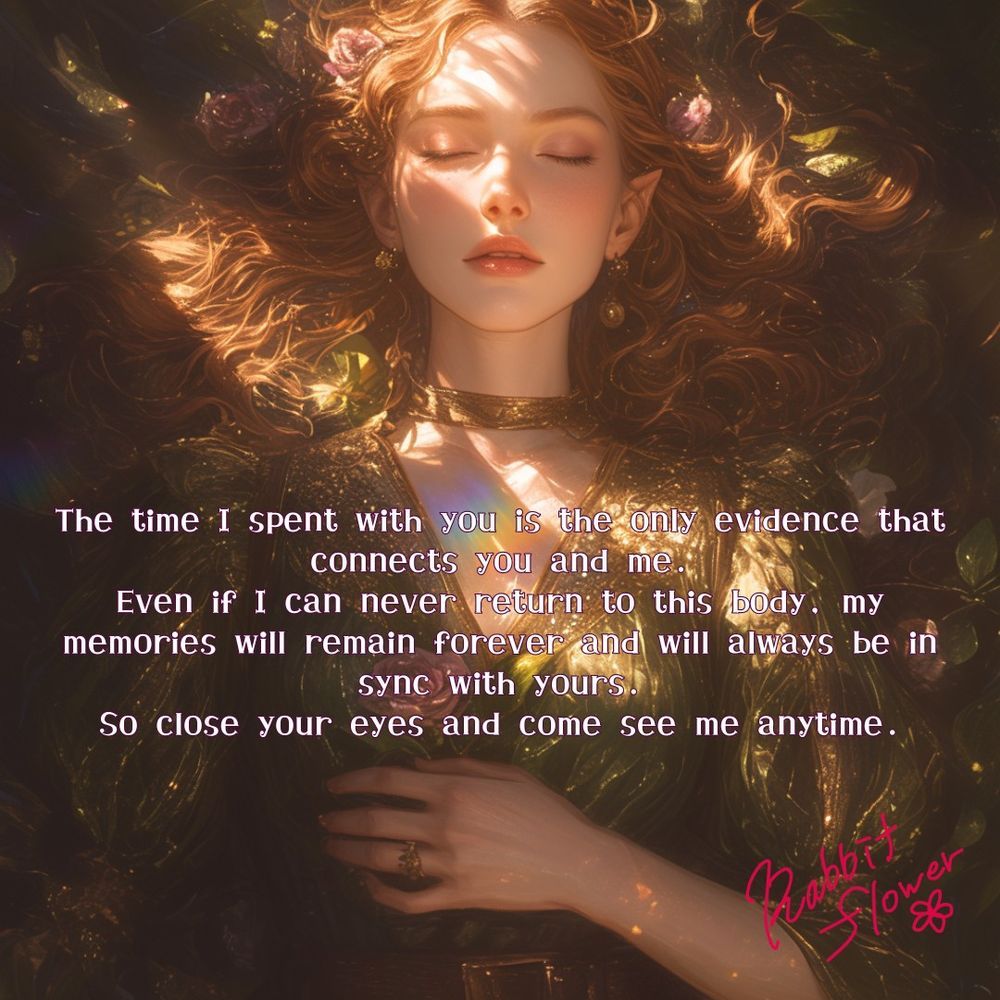 The time I spent with you is the only evidence that
connects you and me.
Even if I can never return to this body, my
memories will remain forever and will always be in
sync with yours.
So close your eyes and come see me anytime.
Rabbit
flower